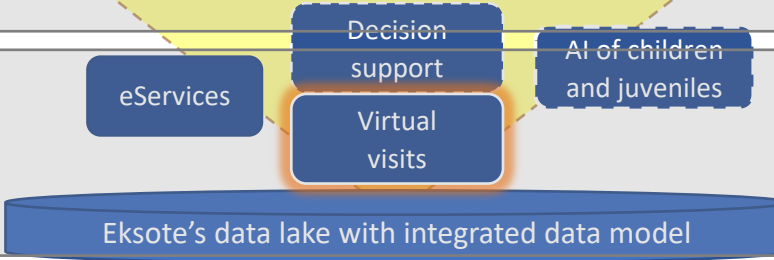 Decision
support
AI of children
and juveniles
eServices
Virtual
visits
Eksote's data lake with integrated data model